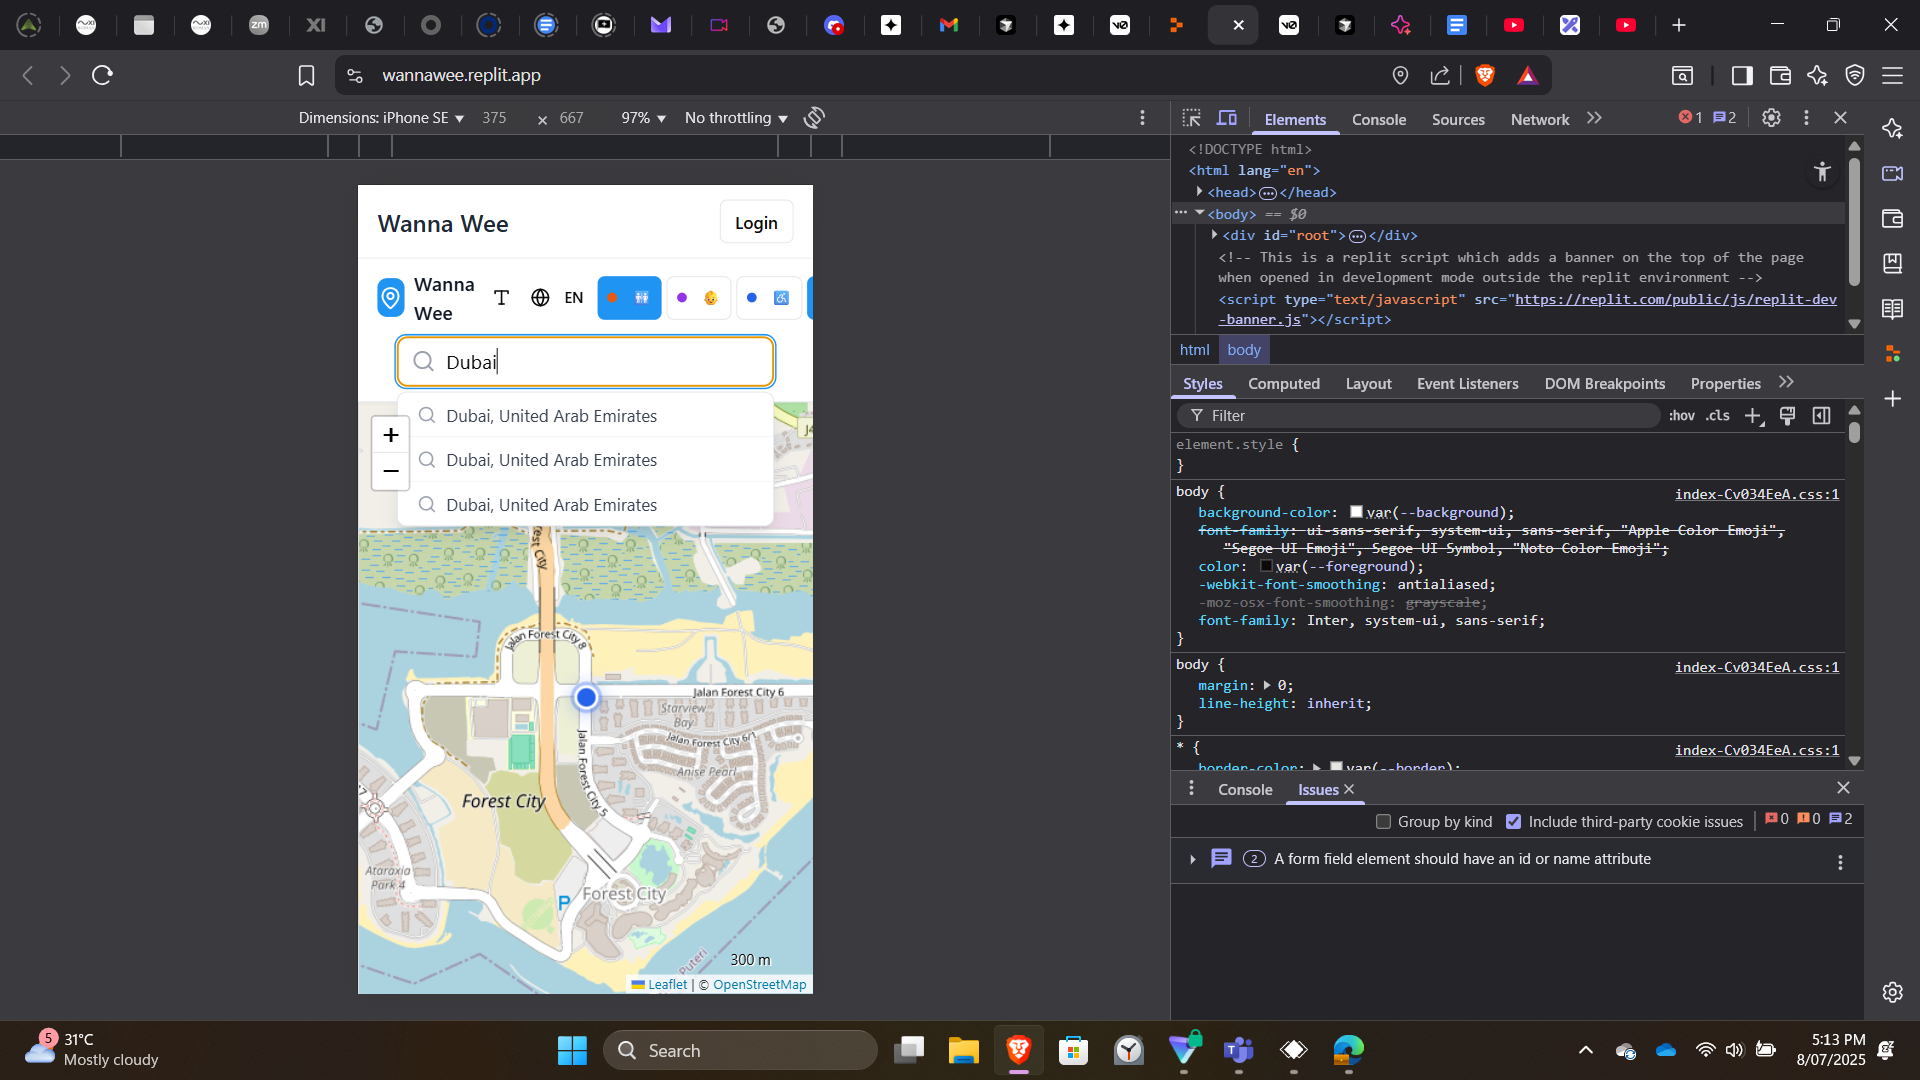 wannawee.replit.app
Dimensions: iPhone SE 375 × 667 97% No throttling
Elements Console Sources Network 1 2
<!DOCTYPE html>
<html lang="en">
<head> </head>
<body> == $0
<div id="root"> </div>
<!-- This is a replit script which adds a banner on the top of the page
when opened in development mode outside the replit environment -->
<script type="text/javascript" src="https://replit.com/public/js/replit-dev
-banner.js"></script>
html body
Styles Computed Layout Event Listeners DOM Breakpoints Properties
Filter :hov .cls
element.style {
}
body { index-Cv034EeA.css:1
background-color: var(--background);
font-family: ui-sans-serif, system-ui, sans-serif, "Apple Color Emoji",
"Segoe UI Emoji", Segoe UI Symbol, "Noto Color Emoji";
color: var(--foreground);
-webkit-font-smoothing: antialiased;
-moz-osx-font-smoothing: grayscale;
font-family: Inter, system-ui, sans-serif;
}
body { index-Cv034EeA.css:1
margin: 0;
line-height: inherit;
}
* { index-Cv034EeA.css:1
border-color: var(--border);
Console Issues
Group by kind Include third-party cookie issues 0 0 2
2 A form field element should have an id or name attribute
Wanna Wee Login
Wanna
Wee
EN
Dubai
Dubai, United Arab Emirates
Dubai, United Arab Emirates
Dubai, United Arab Emirates
+
−
Jalan Forest City 8
Jalan Forest City 6
Starview
Bay
Jalan Forest City 6/1
Anise Pearl
Jalan Forest City 5
Forest City
Ataraxia
Park 4
P
Forest City
Puteri
300 m
Leaflet | © OpenStreetMap
5 31°C
Mostly cloudy
Search
5:13 PM
8/07/2025